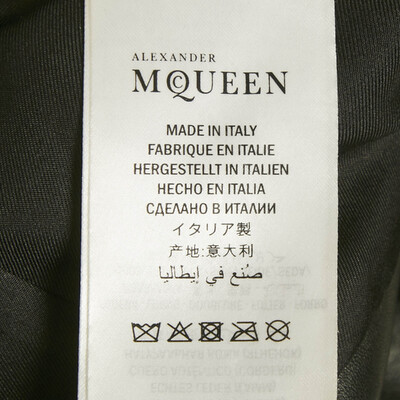 ALEXANDER
McQUEEN
MADE IN ITALY
FABRIQUE EN ITALIE
HERGESTELLT IN ITALIEN
HECHO EN ITALIA
СДЕЛАНО В ИТАЛИИ
イタリア製
产地:意大利
صنع في إيطاليا